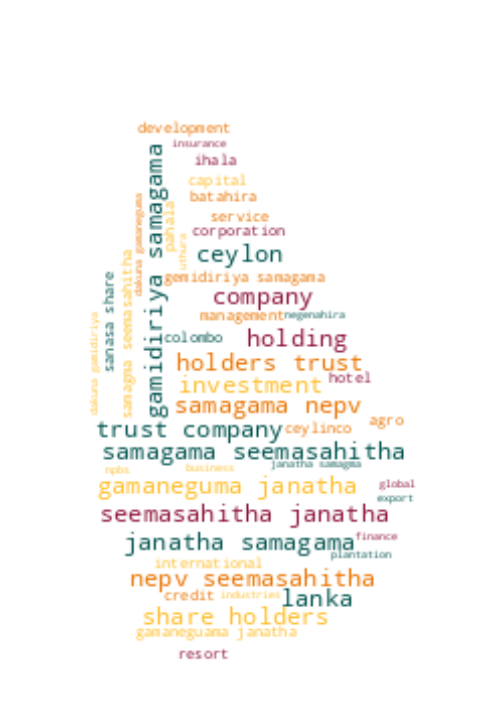 development
insurance
ihala
capital
batahira
service
corporation
ceylon
gemidiriya samagama
company
management
negenahira
colombo
holding
holders trust
hotel
investment
samagama nepv
agro
trust company
ceylinco
samagama seemasahitha
janatha samagma
npbs
business
gamaneguma janatha
global
export
seemasahitha janatha
finance
janatha samagama
plantation
international
nepv seemasahitha
credit
industries
lanka
share holders
gamaneguama janatha
resort
gamidiriya samagama
pahala
uthura
dakuna gamaneguma
samagma seemasahitha
sanasa share
dakuna gamidiriya